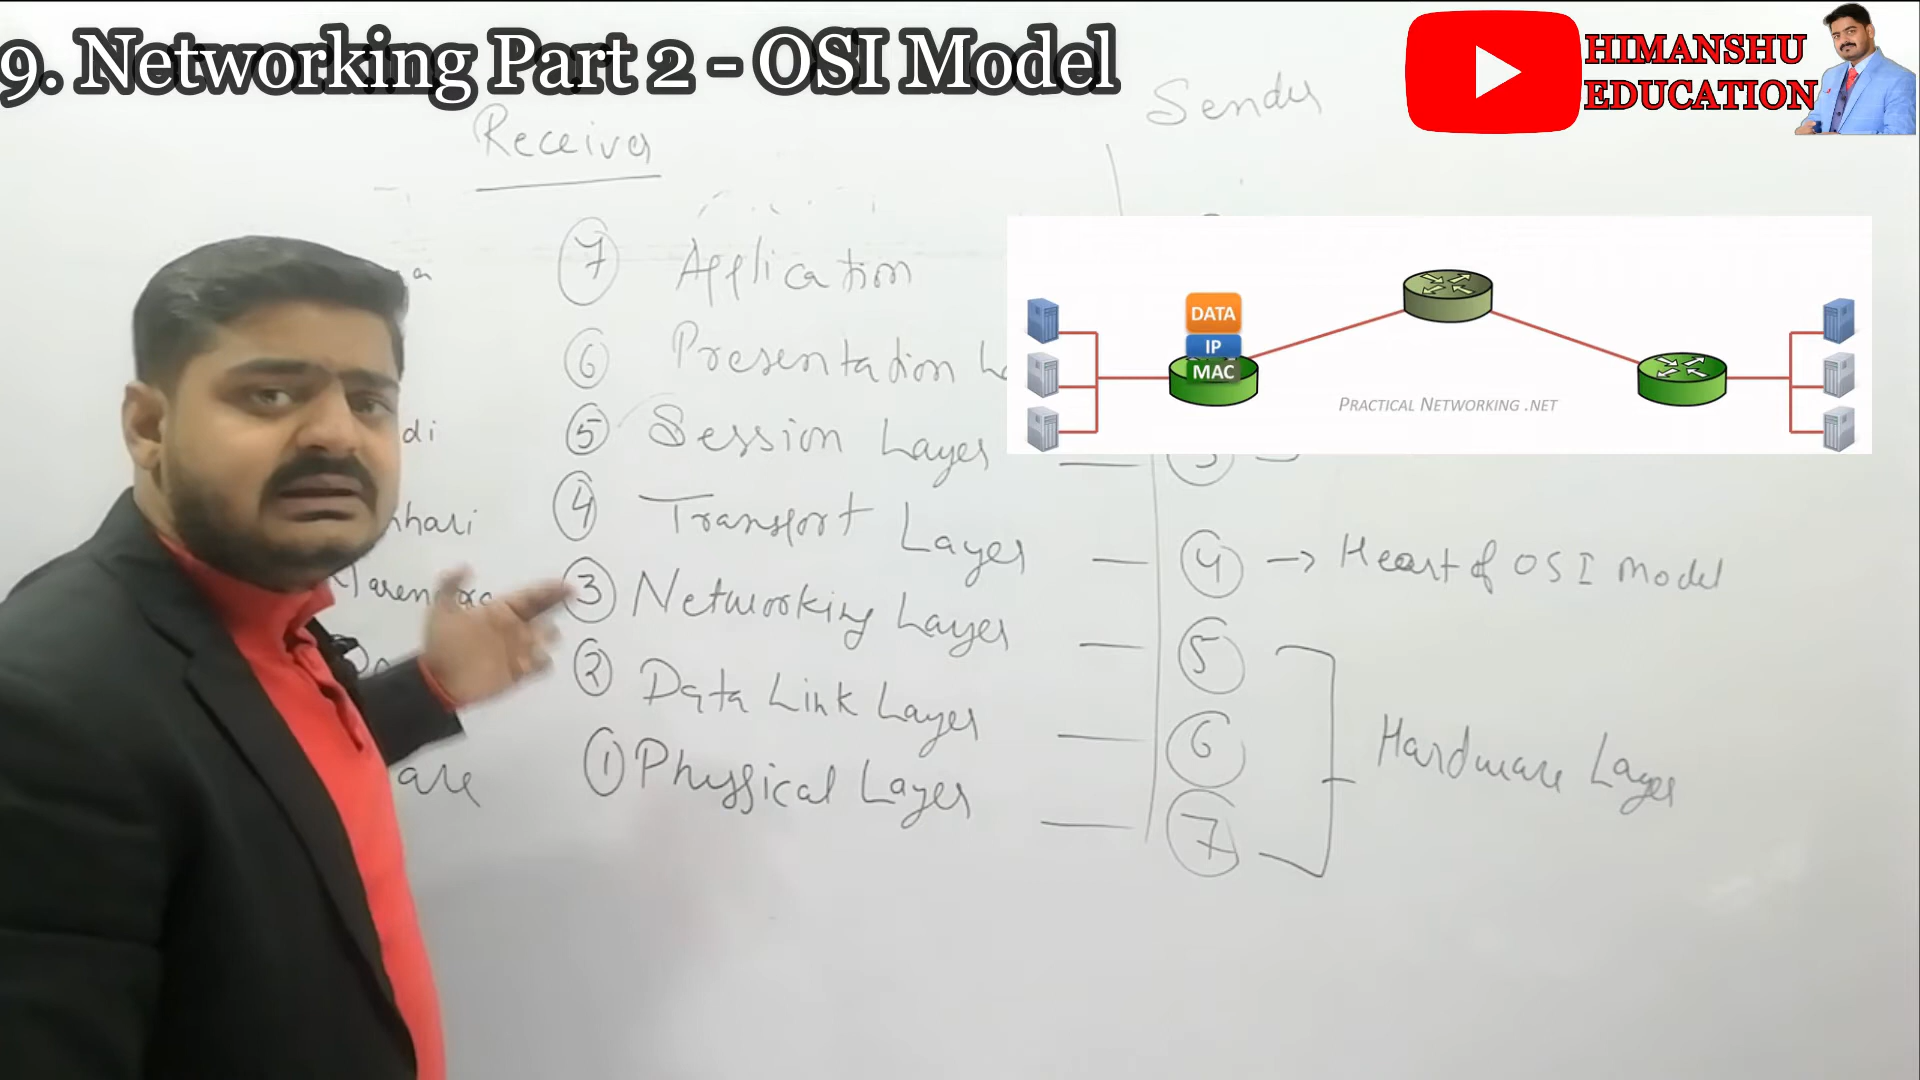 9. Networking Part 2 - OSI Model
HIMANSHU
EDUCATION
Sender
Receiver
7 Application
6 Presentation
5 Session Layer
4 Transport Layer
3 Networking Layer
2 Data Link Layer
1 Physical Layer
are
DATA
IP
MAC
PRACTICAL NETWORKING .NET
4 → Heart of OSI Model
5
6
7
Hardware Layer